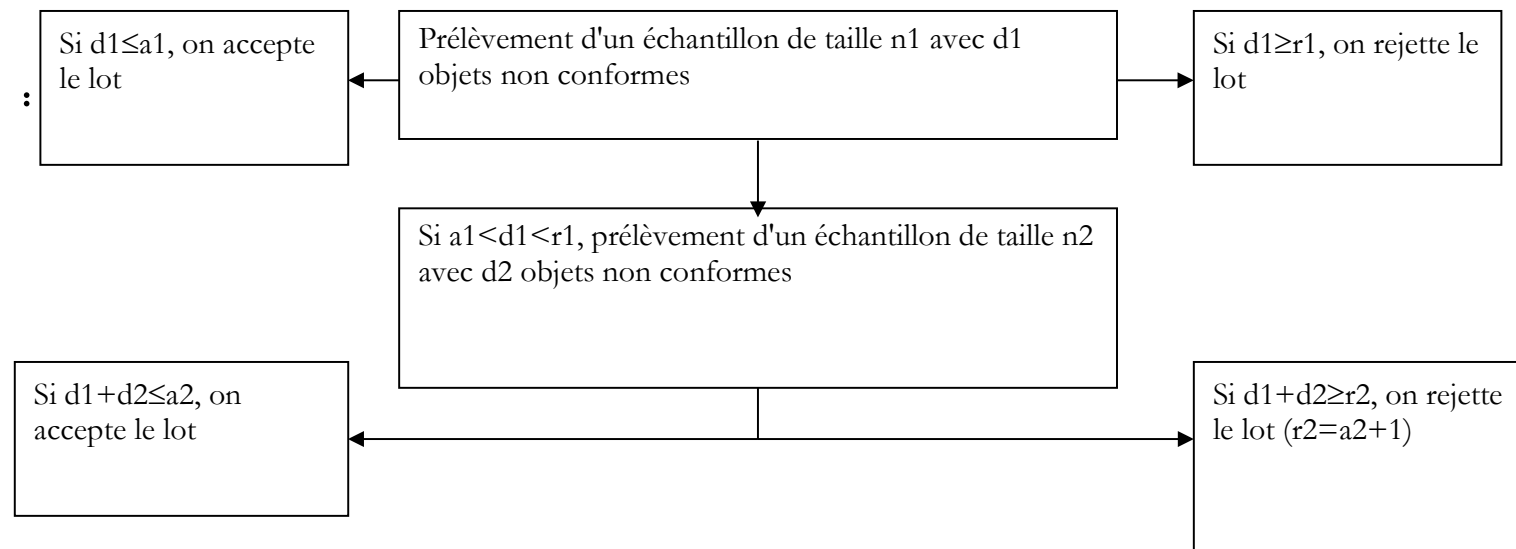 :
Si d1≤a1, on accepte
le lot
Prélèvement d'un échantillon de taille n1 avec d1
objets non conformes
Si d1≥r1, on rejette le
lot
Si a1<d1<r1, prélèvement d'un échantillon de taille n2
avec d2 objets non conformes
Si d1+d2≤a2, on
accepte le lot
Si d1+d2≥r2, on rejette
le lot (r2=a2+1)